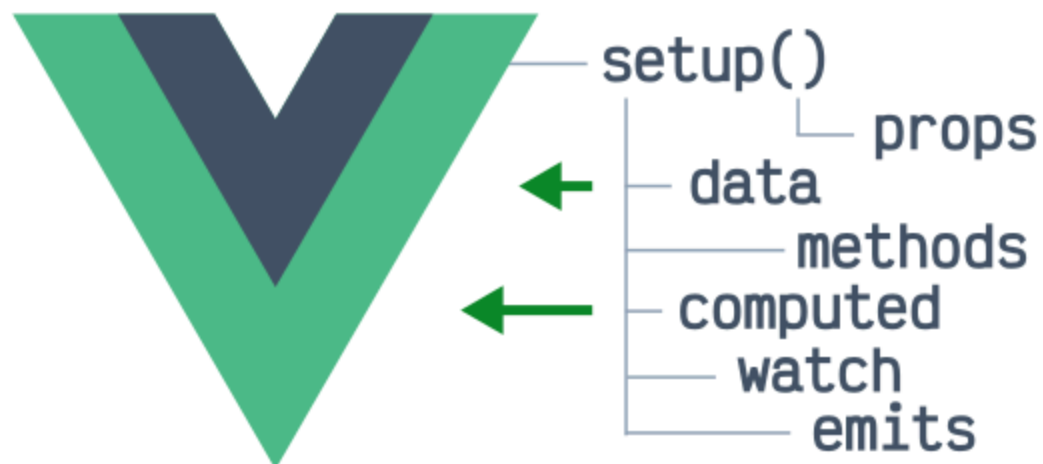 setup()
props
data
methods
computed
watch
emits